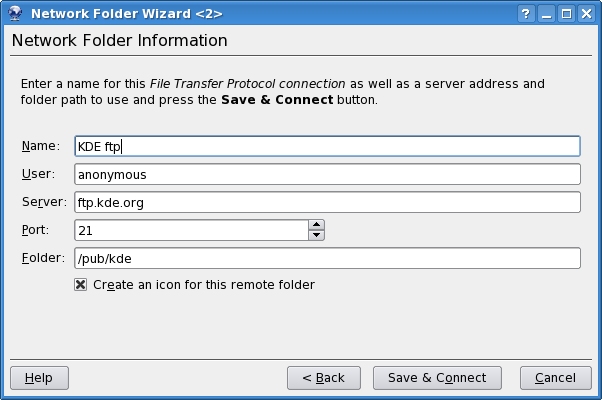 Network Folder Wizard <2>
?
Network Folder Information
Enter a name for this File Transfer Protocol connection as well as a server address and
folder path to use and press the Save & Connect button.
Name: KDE ftp
User: anonymous
Server: ftp.kde.org
Port: 21
Folder: /pub/kde
Create an icon for this remote folder
Help < Back Save & Connect Cancel